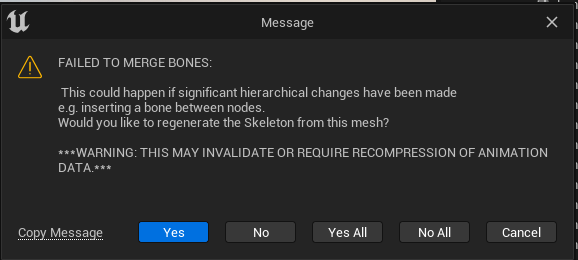 Message
FAILED TO MERGE BONES:
This could happen if significant hierarchical changes have been made
e.g. inserting a bone between nodes.
Would you like to regenerate the Skeleton from this mesh?
***WARNING: THIS MAY INVALIDATE OR REQUIRE RECOMPRESSION OF ANIMATION
DATA.***
Copy Message
Yes
No
Yes All
No All
Cancel